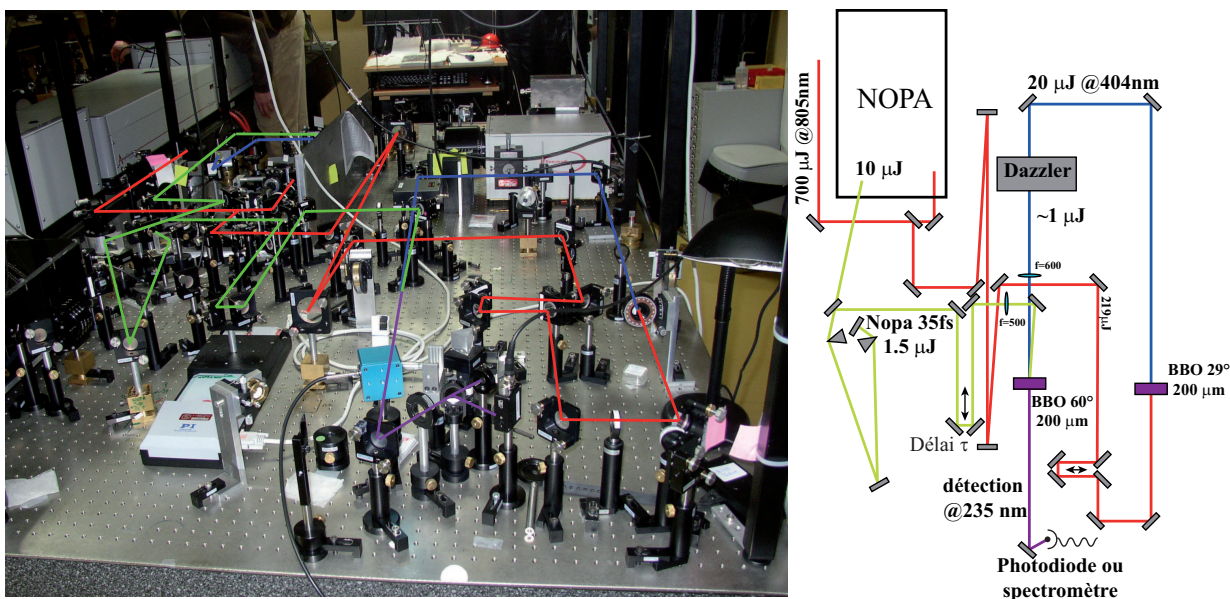 NOPA
10 µJ
700 µJ @805nm
20 µJ @404nm
Dazzler
~1 µJ
f=600
f=500
219µJ
Nopa 35fs
1.5 µJ
Délai τ
BBO 60°
200 µm
BBO 29°
200 µm
détection
@235 nm
Photodiode ou
spectromètre
PI